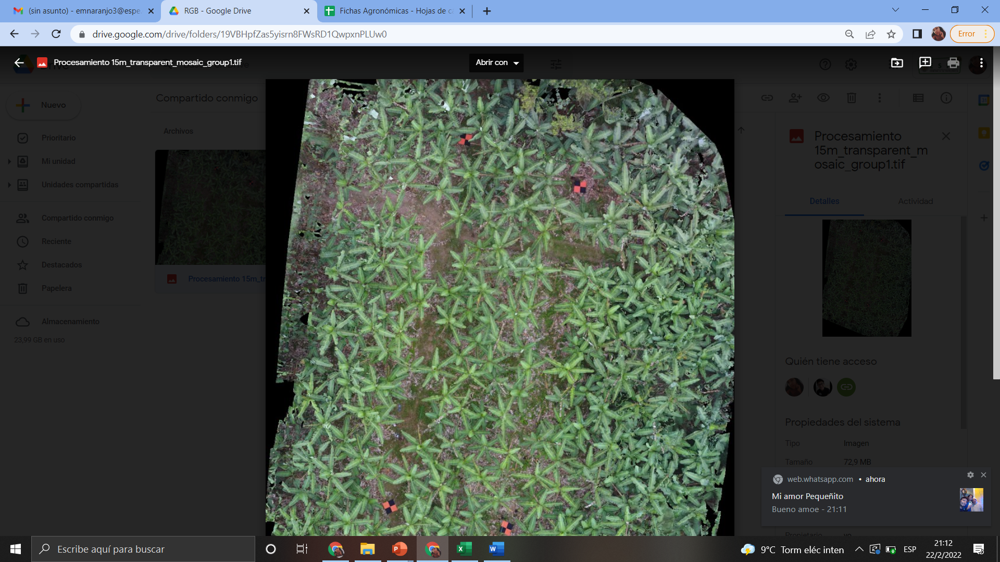 (sin asunto) - emnaranjo3@espe
RGB - Google Drive
Fichas Agronómicas - Hojas de c
drive.google.com/drive/folders/19VBHpfZas5yisrn8FWsRD1QwpxnPLUw0
Error
Procesamiento 15m_transparent_mosaic_group1.tif
Abrir con
Nuevo
Compartido conmigo
Archivos
Prioritario
Mi unidad
Unidades compartidas
Compartido conmigo
Reciente
Destacados
Papelera
Almacenamiento
23,99 GB en uso
Procesamiento 15m_tr
Procesamiento
15m_transparent_m
osaic_group1.tif
Detalles
Actividad
Quién tiene acceso
Propiedades del sistema
Tipo
Imagen
Tamaño
72,9 MB
Propietario
yo
web.whatsapp.com • ahora
Mi amor Pequeñito
Bueno amoe - 21:11
Escribe aquí para buscar
9°C Torm eléc inten
ESP
21:12
22/2/2022